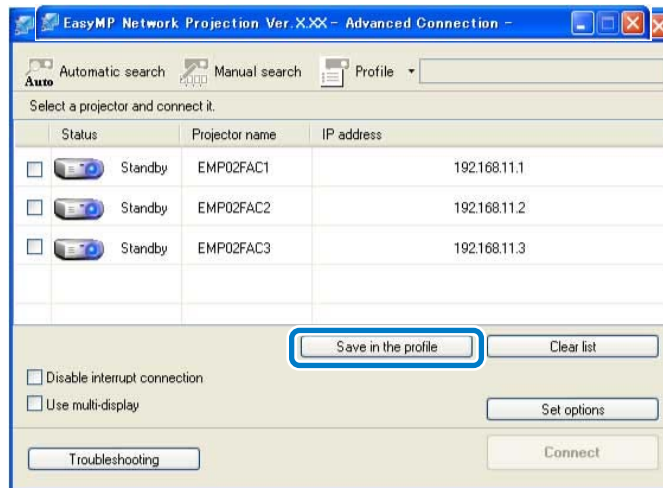 EasyMP Network Projection Ver.X.XX - Advanced Connection -
Auto Automatic search Manual search Profile
Select a projector and connect it.
Status Projector name IP address
Standby EMP02FAC1 192.168.11.1
Standby EMP02FAC2 192.168.11.2
Standby EMP02FAC3 192.168.11.3
Save in the profile Clear list
Disable interrupt connection
Use multi-display
Set options
Troubleshooting Connect